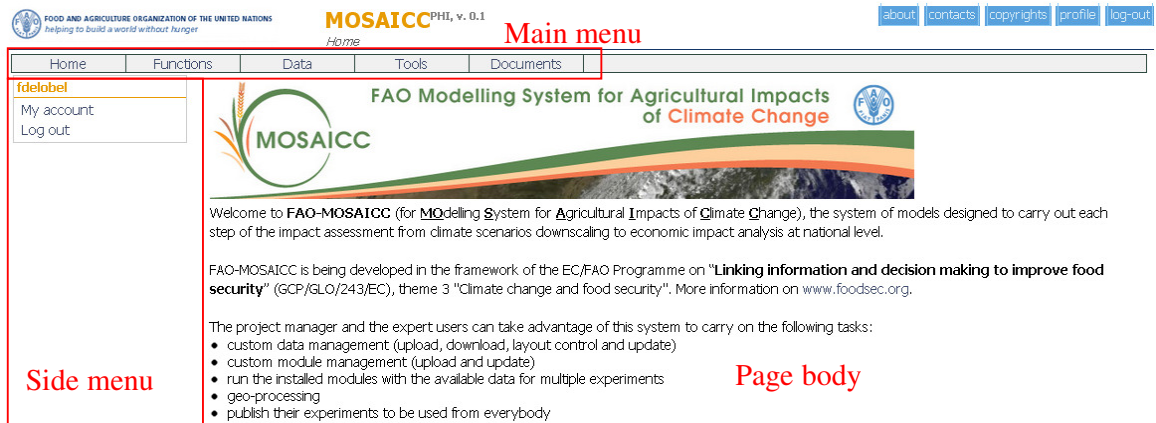 FOOD AND AGRICULTURE ORGANIZATION OF THE UNITED NATIONS
helping to build a world without hunger
MOSAICC PHI, v. 0.1
Home
about contacts copyrights profile log-out
Main menu
Home Functions Data Tools Documents
fdelobel
My account
Log out
MOSAICC
FAO Modelling System for Agricultural Impacts
of Climate Change
Welcome to FAO-MOSAICC (for MOdelling System for Agricultural Impacts of Climate Change), the system of models designed to carry out each
step of the impact assessment from climate scenarios downscaling to economic impact analysis at national level.
FAO-MOSAICC is being developed in the framework of the EC/FAO Programme on “Linking information and decision making to improve food
security” (GCP/GLO/243/EC), theme 3 "Climate change and food security". More information on www.foodsec.org.
The project manager and the expert users can take advantage of this system to carry on the following tasks:
• custom data management (upload, download, layout control and update)
• custom module management (upload and update)
• run the installed modules with the available data for multiple experiments
• geo-processing
• publish their experiments to be used from everybody
Side menu
Page body